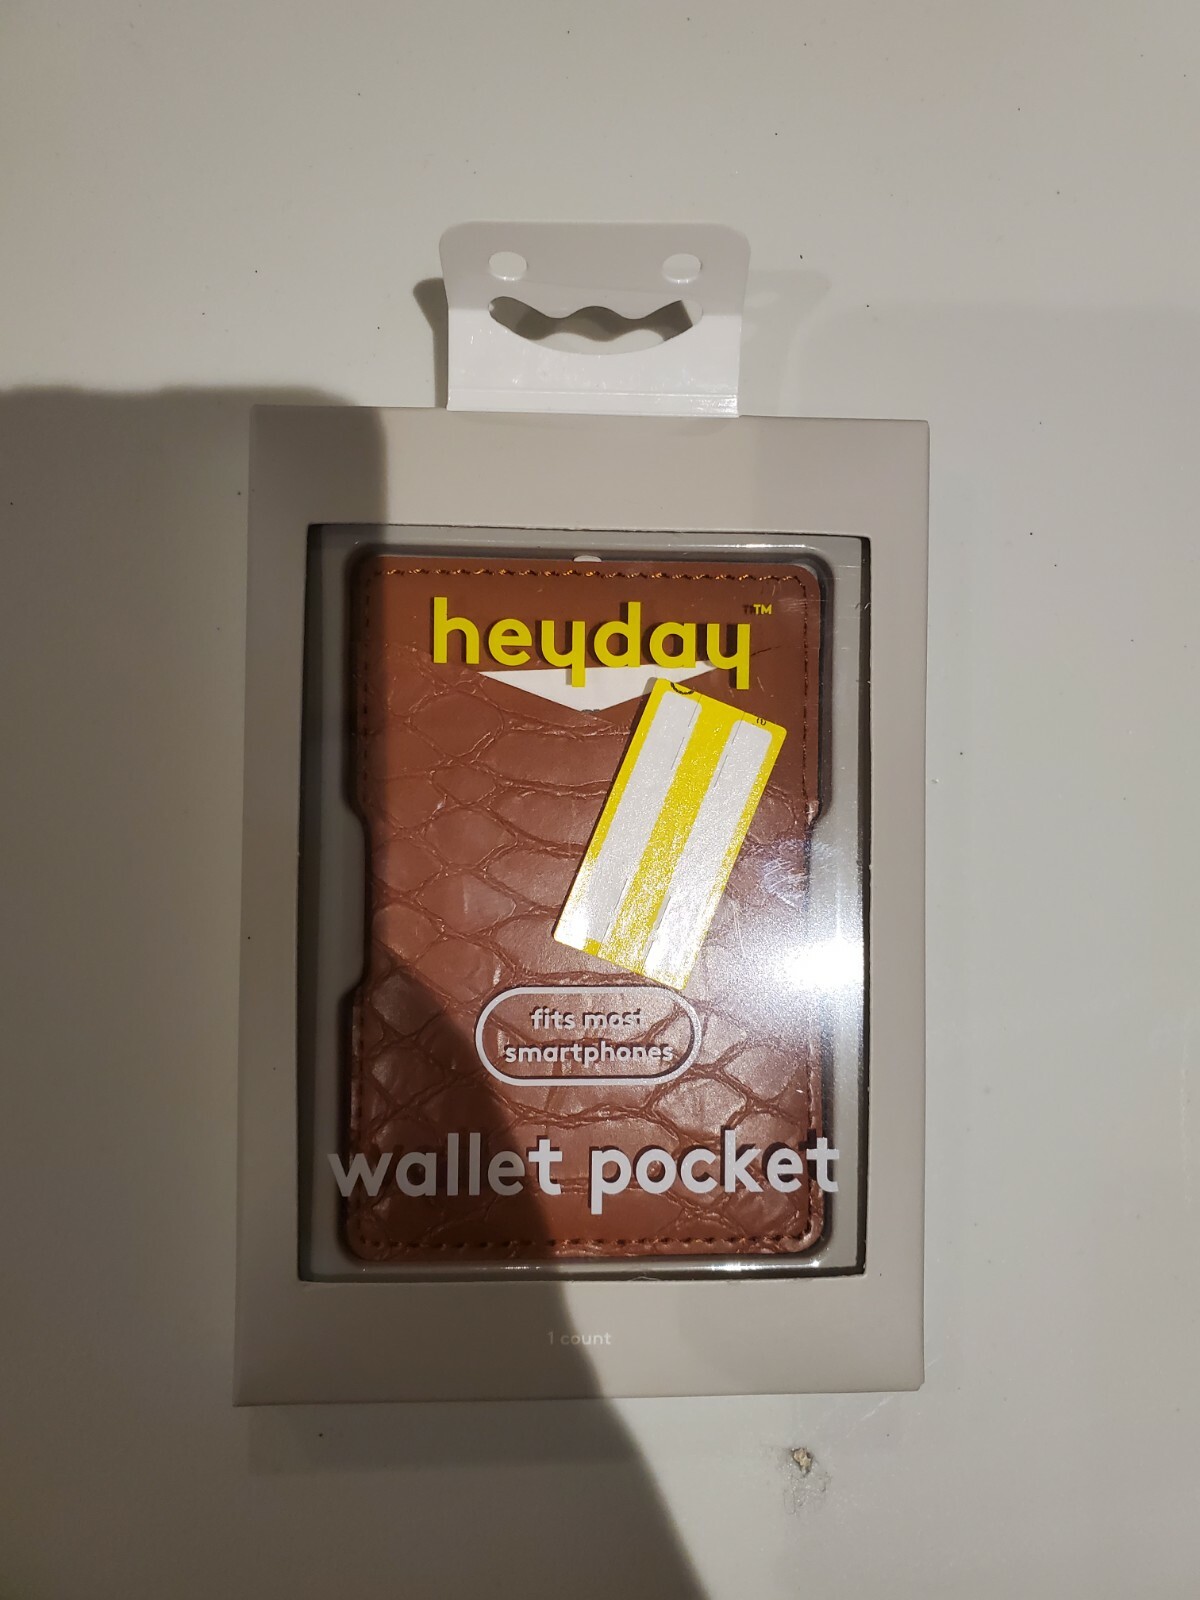 heyday™
fits most
smartphones
wallet pocket
1 count